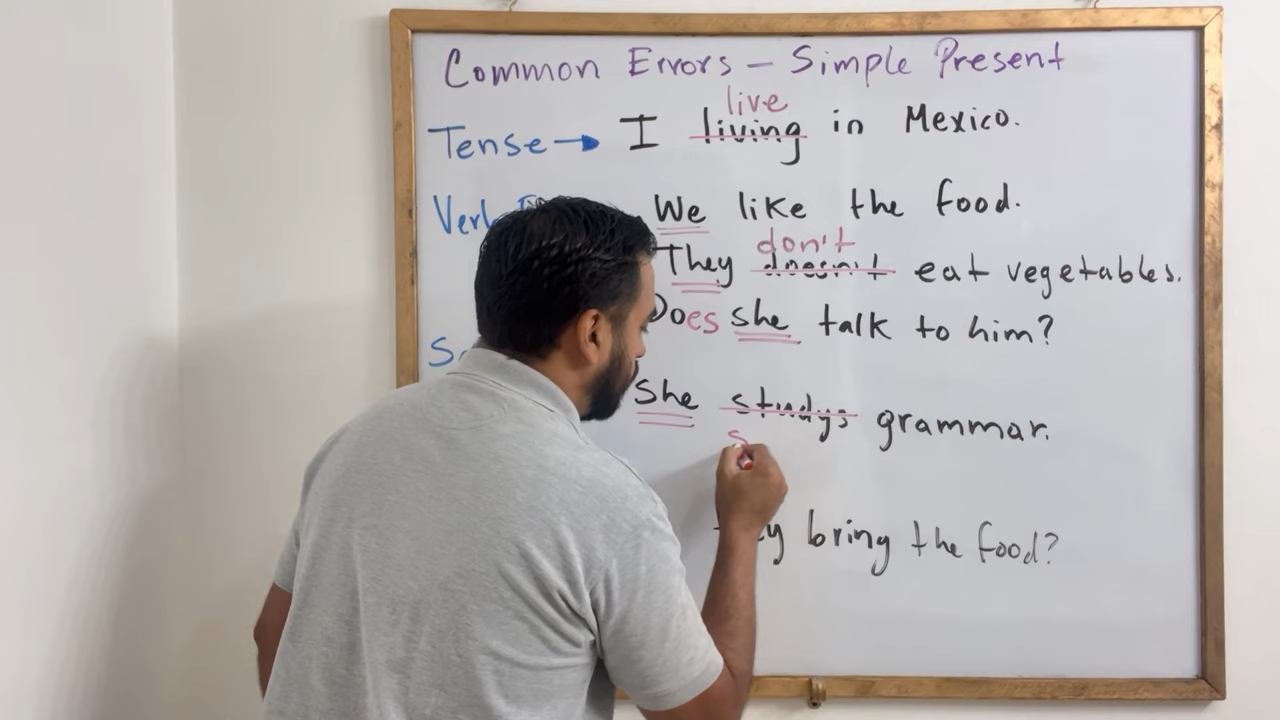 Common Errors – Simple Present
live
Tense → I living in Mexico.
We like the food.
don't
They doesn't eat vegetables.
Does she talk to him?
She studys grammar.
s
bring the food?